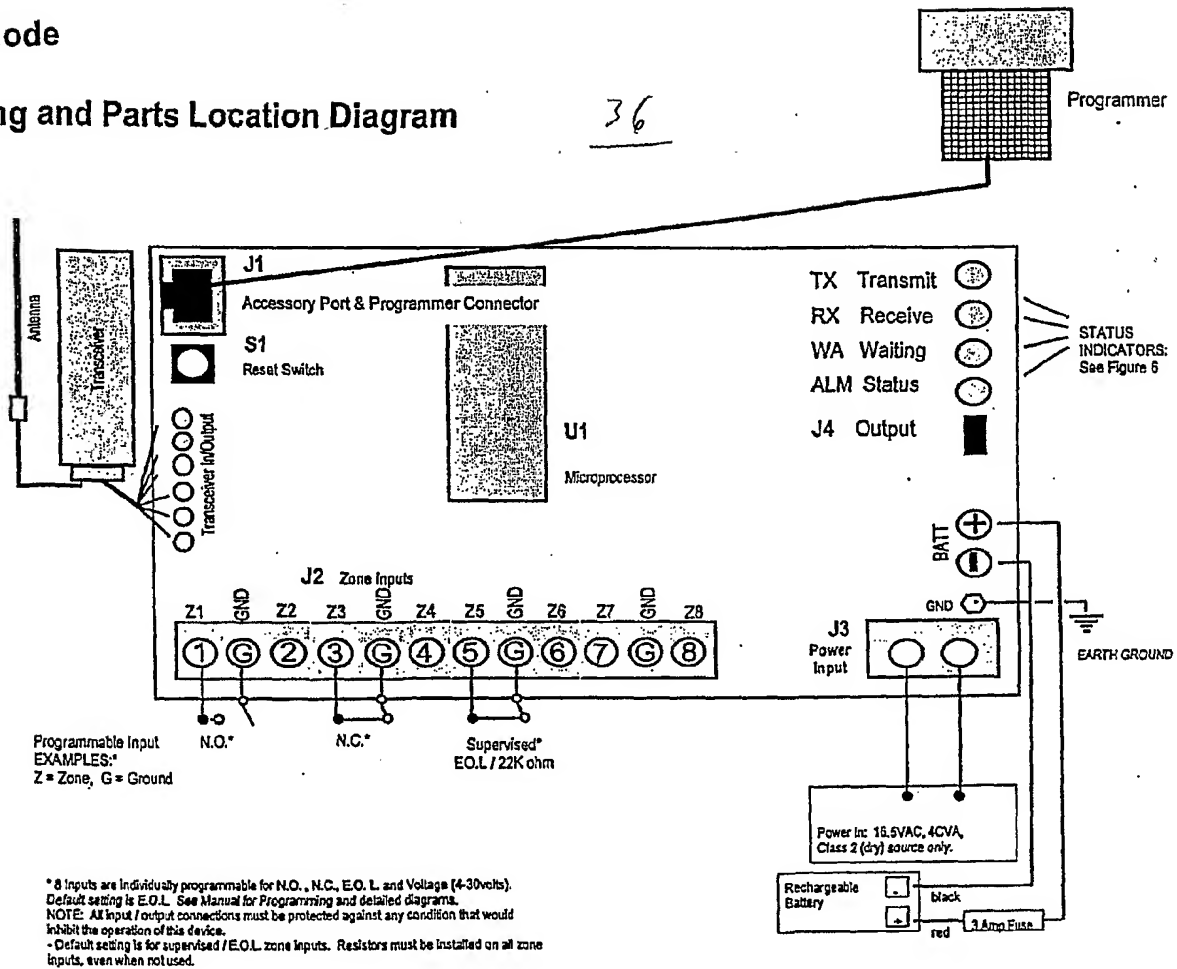 ode
ng and Parts Location Diagram
36
Programmer
Antenna
Transceiver
J1
Accessory Port & Programmer Connector
S1
Reset Switch
Transceiver In/Output
U1
Microprocessor
TX Transmit
RX Receive
WA Waiting
ALM Status
J4 Output
STATUS
INDICATORS:
See Figure 6
BATT
+
-
GND
EARTH GROUND
J2 Zone Inputs
Z1 GND Z2 Z3 GND Z4 Z5 GND Z6 Z7 GND Z8
1 G 2 3 G 4 5 G 6 7 G 8
J3
Power
Input
N.O.*
N.C.*
Supervised*
EO.L / 22K ohm
Programmable Input
EXAMPLES:*
Z = Zone, G = Ground
Power In: 16.5VAC, 4CVA,
Class 2 (dry) source only.
Rechargeable
Battery
-
+
black
red
3 Amp Fuse
* 8 Inputs are individually programmable for N.O., N.C., E.O. L. and Voltage (4-30volts).
Default setting is E.O.L. See Manual for Programming and detailed diagrams.
NOTE: All input / output connections must be protected against any condition that would
inhibit the operation of this device.
- Default setting is for supervised / E.O.L. zone inputs. Resistors must be installed on all zone
inputs, even when not used.